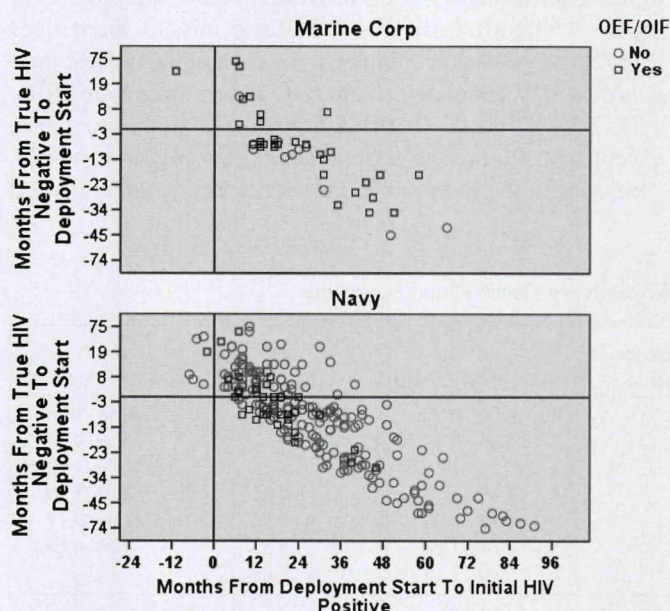 Marine Corp
OEF/OIF
No
Yes
Months From True HIV
Negative To
Deployment Start
75
19
8
-3
-13
-23
-34
-45
-74
Navy
Months From True HIV
Negative To
Deployment Start
75
19
8
-3
-13
-23
-34
-45
-74
-24 -12 0 12 24 36 48 60 72 84 96
Months From Deployment Start To Initial HIV
Positive